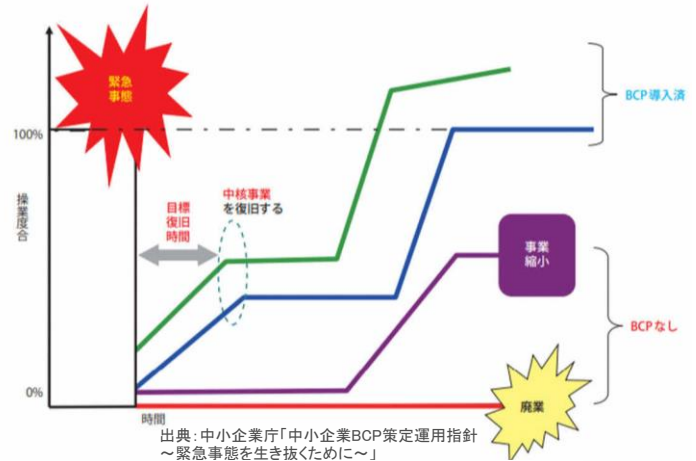 緊急
事態
100%
操業度合
目標
復旧
時間
中核事業
を復旧する
BCP導入済
事業
縮小
BCPなし
0%
廃業
時間
出典：中小企業庁「中小企業BCP策定運用指針
～緊急事態を生き抜くために～」